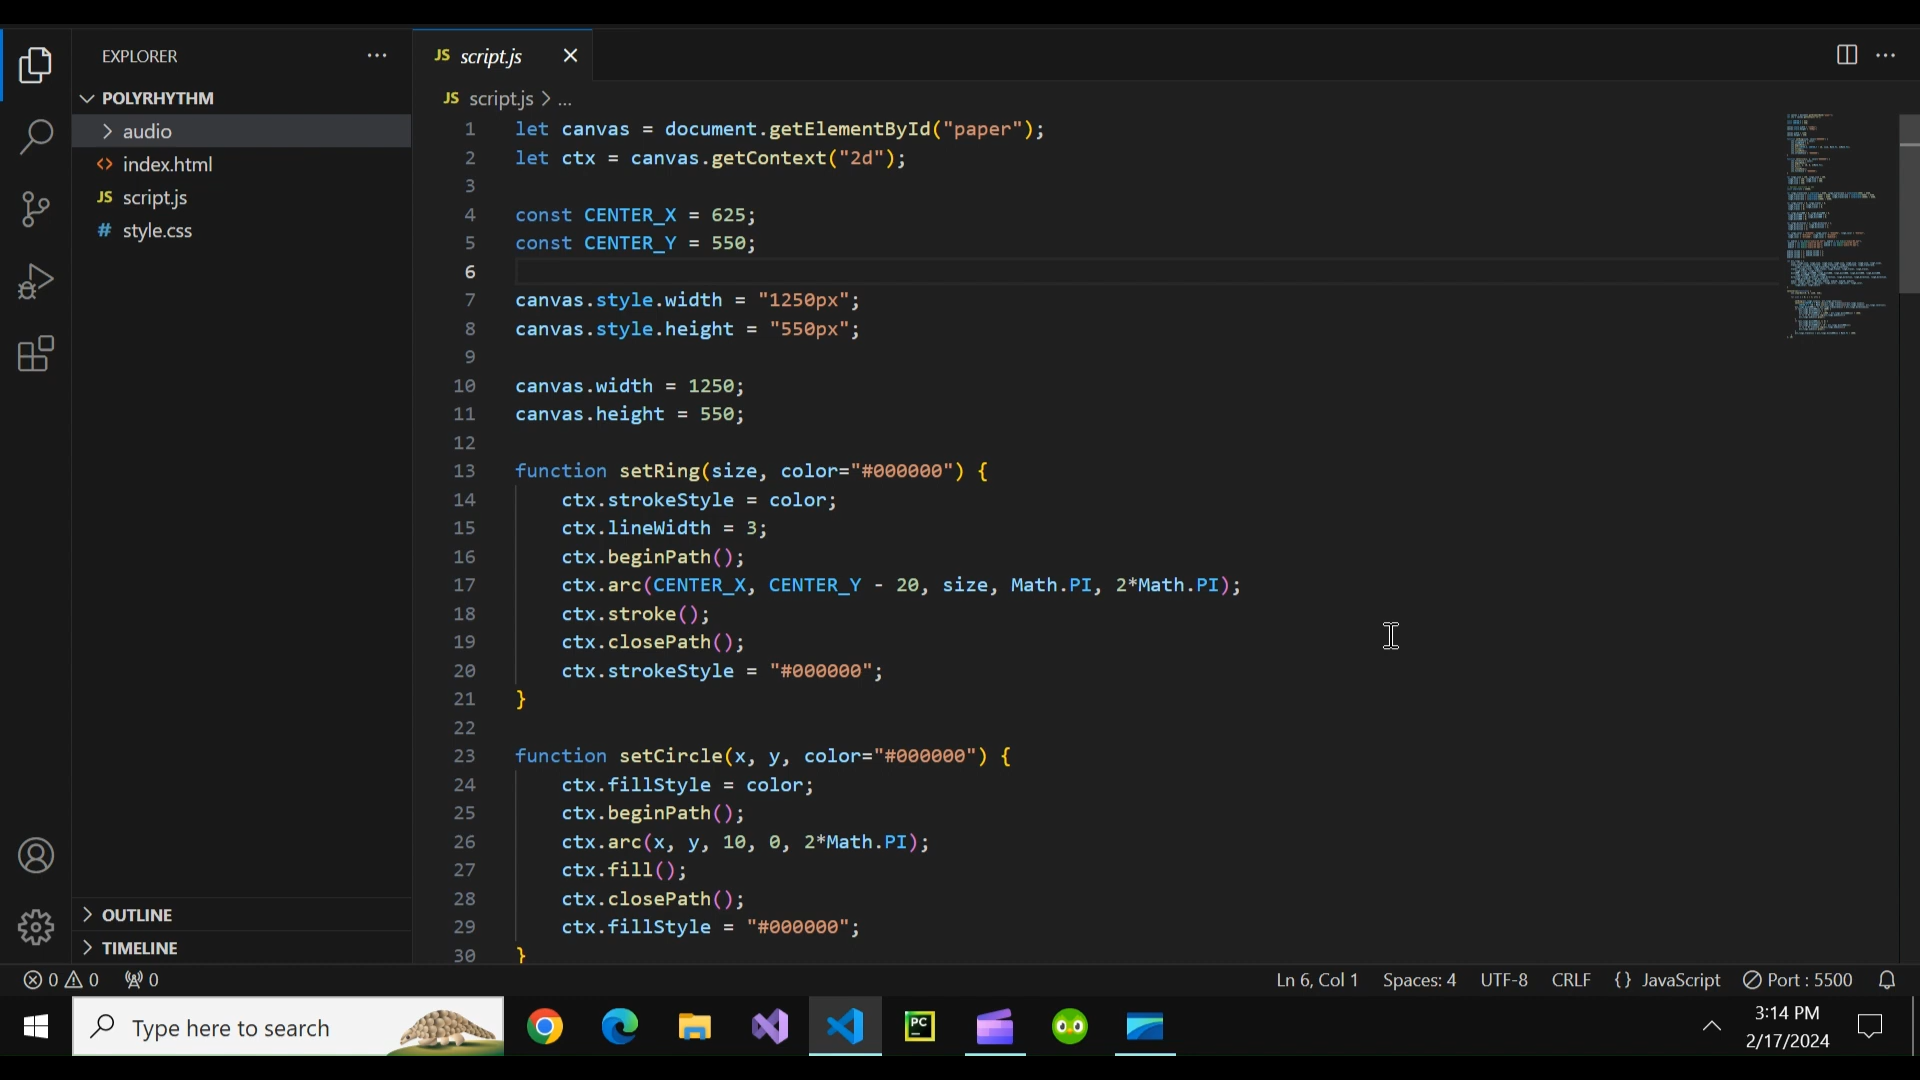 EXPLORER
POLYRHYTHM
audio
index.html
JS script.js
# style.css
OUTLINE
TIMELINE
JS script.js
JS script.js > ...
1 let canvas = document.getElementById("paper");
2 let ctx = canvas.getContext("2d");
3
4 const CENTER_X = 625;
5 const CENTER_Y = 550;
6
7 canvas.style.width = "1250px";
8 canvas.style.height = "550px";
9
10 canvas.width = 1250;
11 canvas.height = 550;
12
13 function setRing(size, color="#000000") {
14 ctx.strokeStyle = color;
15 ctx.lineWidth = 3;
16 ctx.beginPath();
17 ctx.arc(CENTER_X, CENTER_Y - 20, size, Math.PI, 2*Math.PI);
18 ctx.stroke();
19 ctx.closePath();
20 ctx.strokeStyle = "#000000";
21 }
22
23 function setCircle(x, y, color="#000000") {
24 ctx.fillStyle = color;
25 ctx.beginPath();
26 ctx.arc(x, y, 10, 0, 2*Math.PI);
27 ctx.fill();
28 ctx.closePath();
29 ctx.fillStyle = "#000000";
30 }
0 0 0 Ln 6, Col 1 Spaces: 4 UTF-8 CRLF {} JavaScript Port : 5500
Type here to search
PC
3:14 PM
2/17/2024